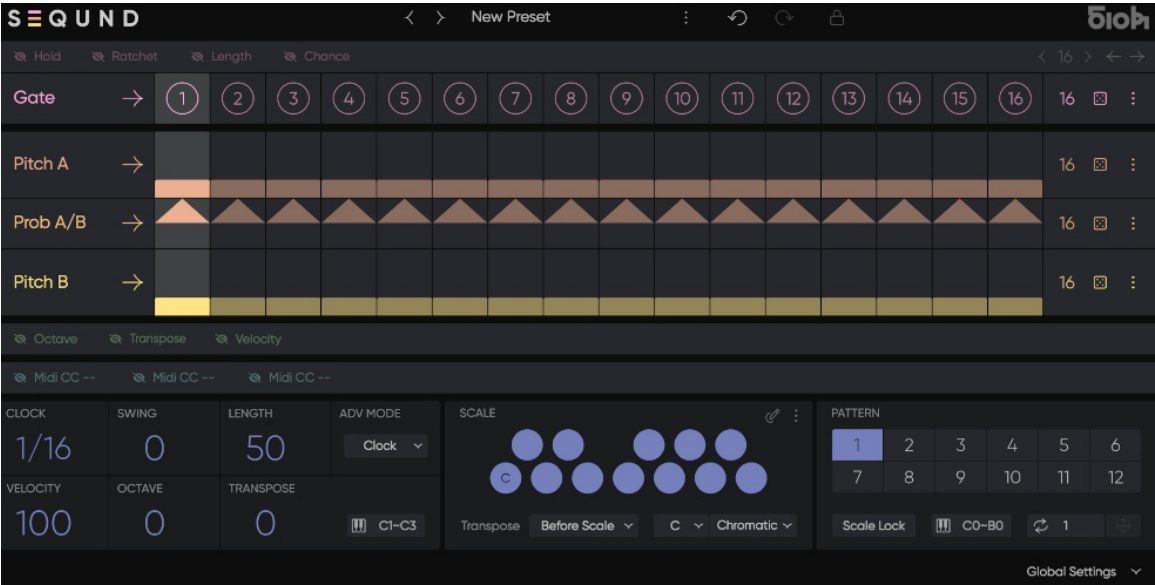 SEQUND < > New Preset
Hold Ratchet Length Chance < 16 > ← →
Gate → 1 2 3 4 5 6 7 8 9 10 11 12 13 14 15 16 16
Pitch A → 16
Prob A/B → 16
Pitch B → 16
Octave Transpose Velocity
Midi CC -- Midi CC -- Midi CC --
CLOCK SWING LENGTH ADV MODE SCALE PATTERN
1/16 0 50 Clock 1 2 3 4 5 6
C 7 8 9 10 11 12
VELOCITY OCTAVE TRANSPOSE
100 0 0 C1~C3 Transpose Before Scale C Chromatic Scale Lock C0~B0 1
Global Settings